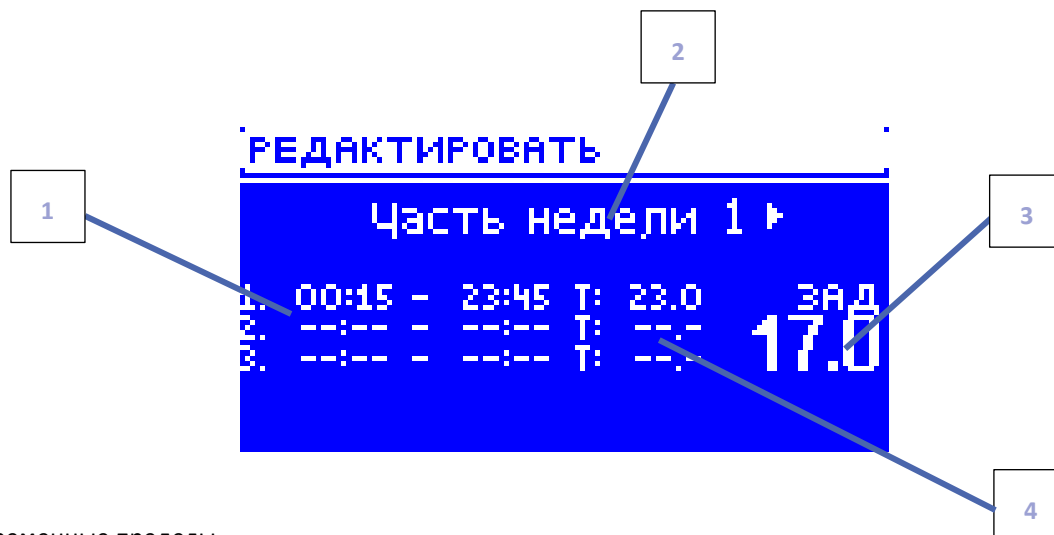 2
РЕДАКТИРОВАТЬ
1
Часть недели 1
3
1. 00:15 - 23:45 T: 23.0 ЗАД
2. --:-- - --:-- T: --.- 17.0
3. --:-- - --:-- T: --.-
4